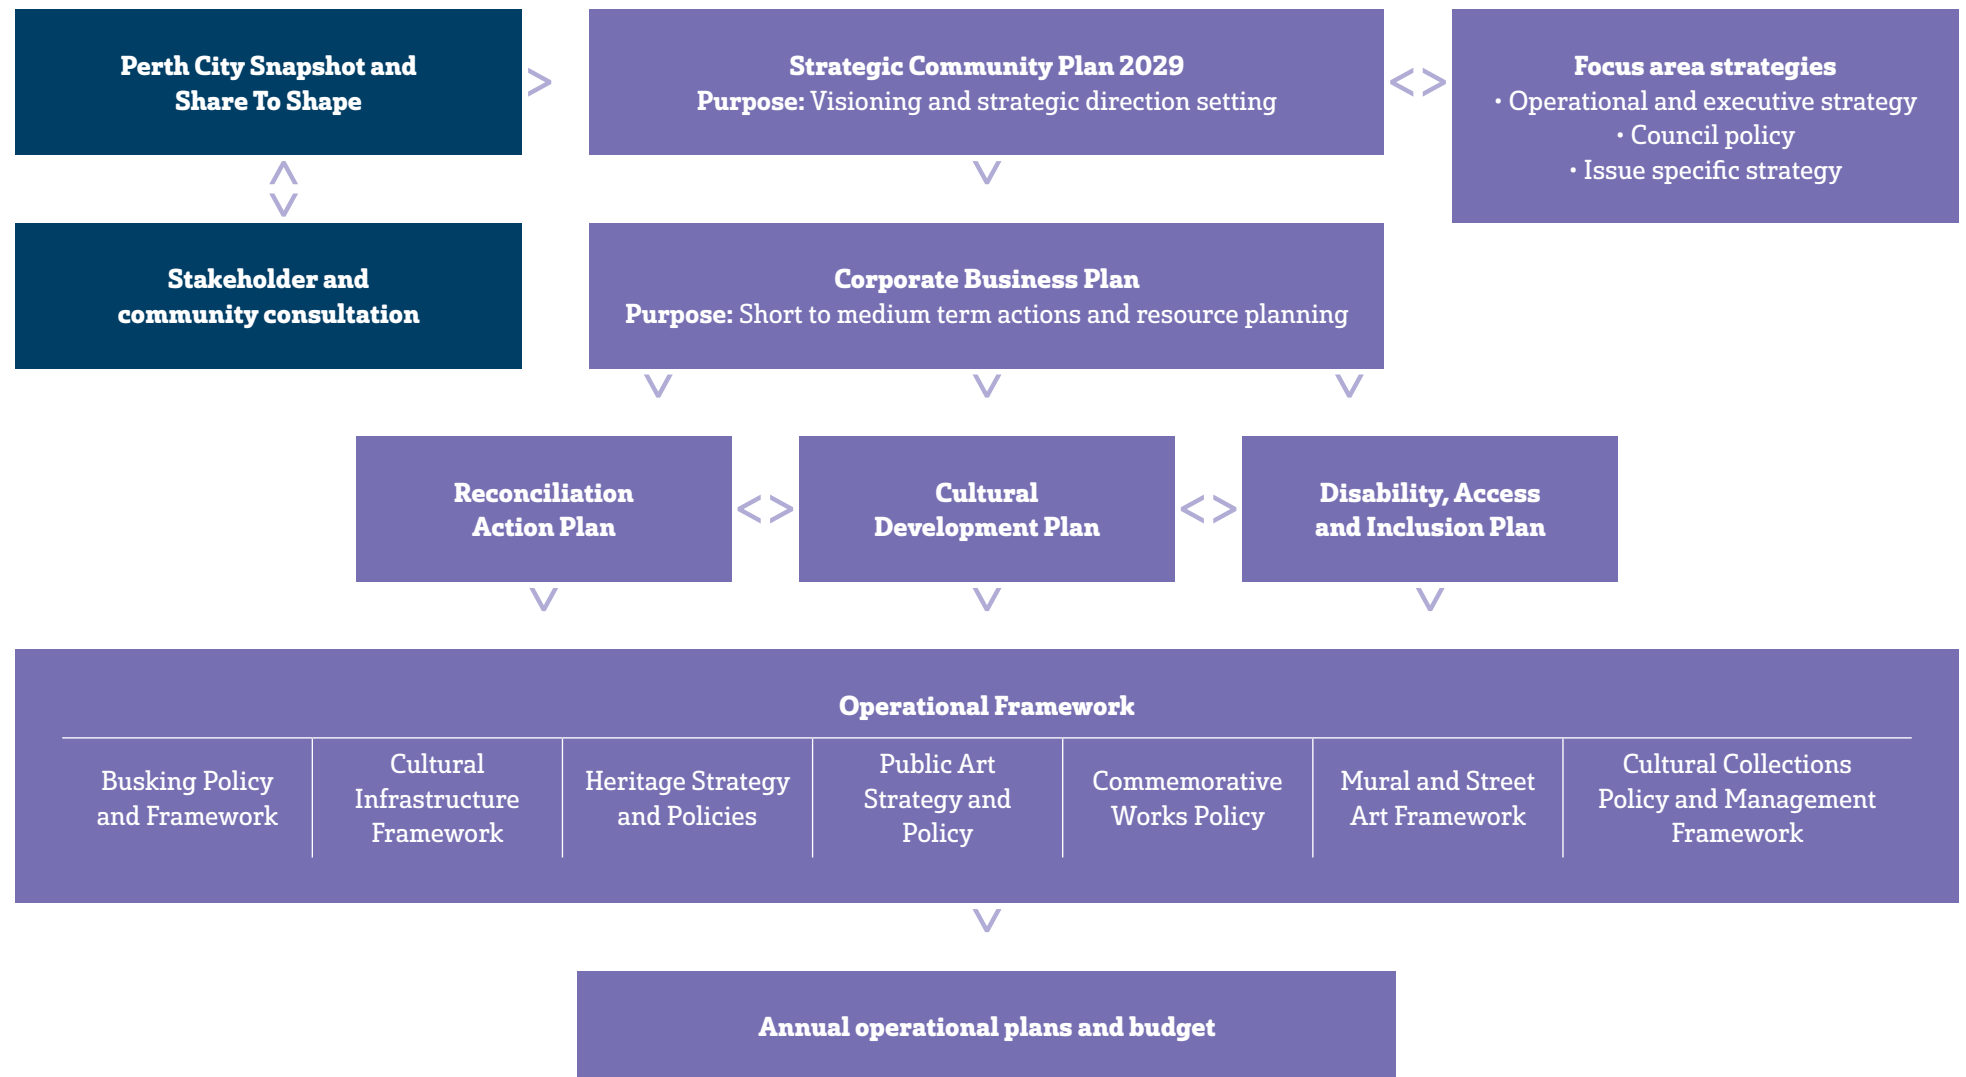 Perth City Snapshot and
Share To Shape
>
Strategic Community Plan 2029
Purpose: Visioning and strategic direction setting
< >
Focus area strategies
• Operational and executive strategy
• Council policy
• Issue specific strategy
Stakeholder and
community consultation
Corporate Business Plan
Purpose: Short to medium term actions and resource planning
Reconciliation
Action Plan
< >
Cultural
Development Plan
< >
Disability, Access
and Inclusion Plan
Operational Framework
Busking Policy
and Framework
Cultural
Infrastructure
Framework
Heritage Strategy
and Policies
Public Art
Strategy and
Policy
Commemorative
Works Policy
Mural and Street
Art Framework
Cultural Collections
Policy and Management
Framework
Annual operational plans and budget